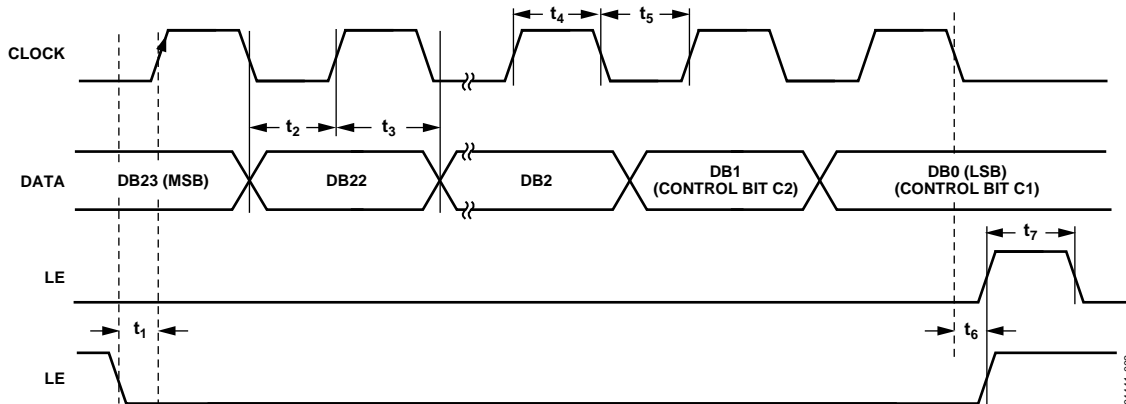 t4
t5
CLOCK
t2
t3
DATA
DB23 (MSB)
DB22
DB2
DB1
(CONTROL BIT C2)
DB0 (LSB)
(CONTROL BIT C1)
t7
LE
t1
t6
LE